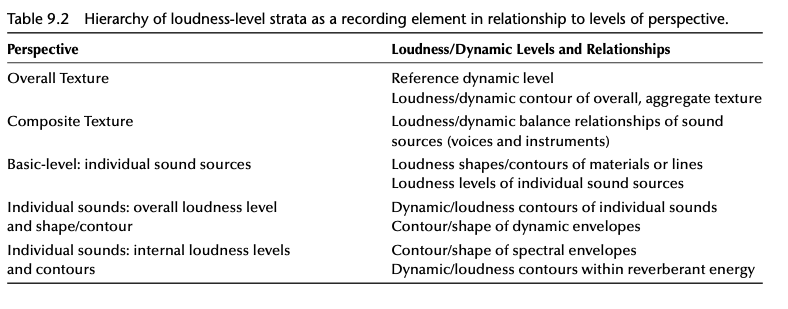 Table 9.2 Hierarchy of loudness-level strata as a recording element in relationship to levels of perspective.
Perspective Loudness/Dynamic Levels and Relationships
Overall Texture Reference dynamic level
Loudness/dynamic contour of overall, aggregate texture
Composite Texture Loudness/dynamic balance relationships of sound
sources (voices and instruments)
Basic-level: individual sound sources Loudness shapes/contours of materials or lines
Loudness levels of individual sound sources
Individual sounds: overall loudness level Dynamic/loudness contours of individual sounds
and shape/contour Contour/shape of dynamic envelopes
Individual sounds: internal loudness levels Contour/shape of spectral envelopes
and contours Dynamic/loudness contours within reverberant energy